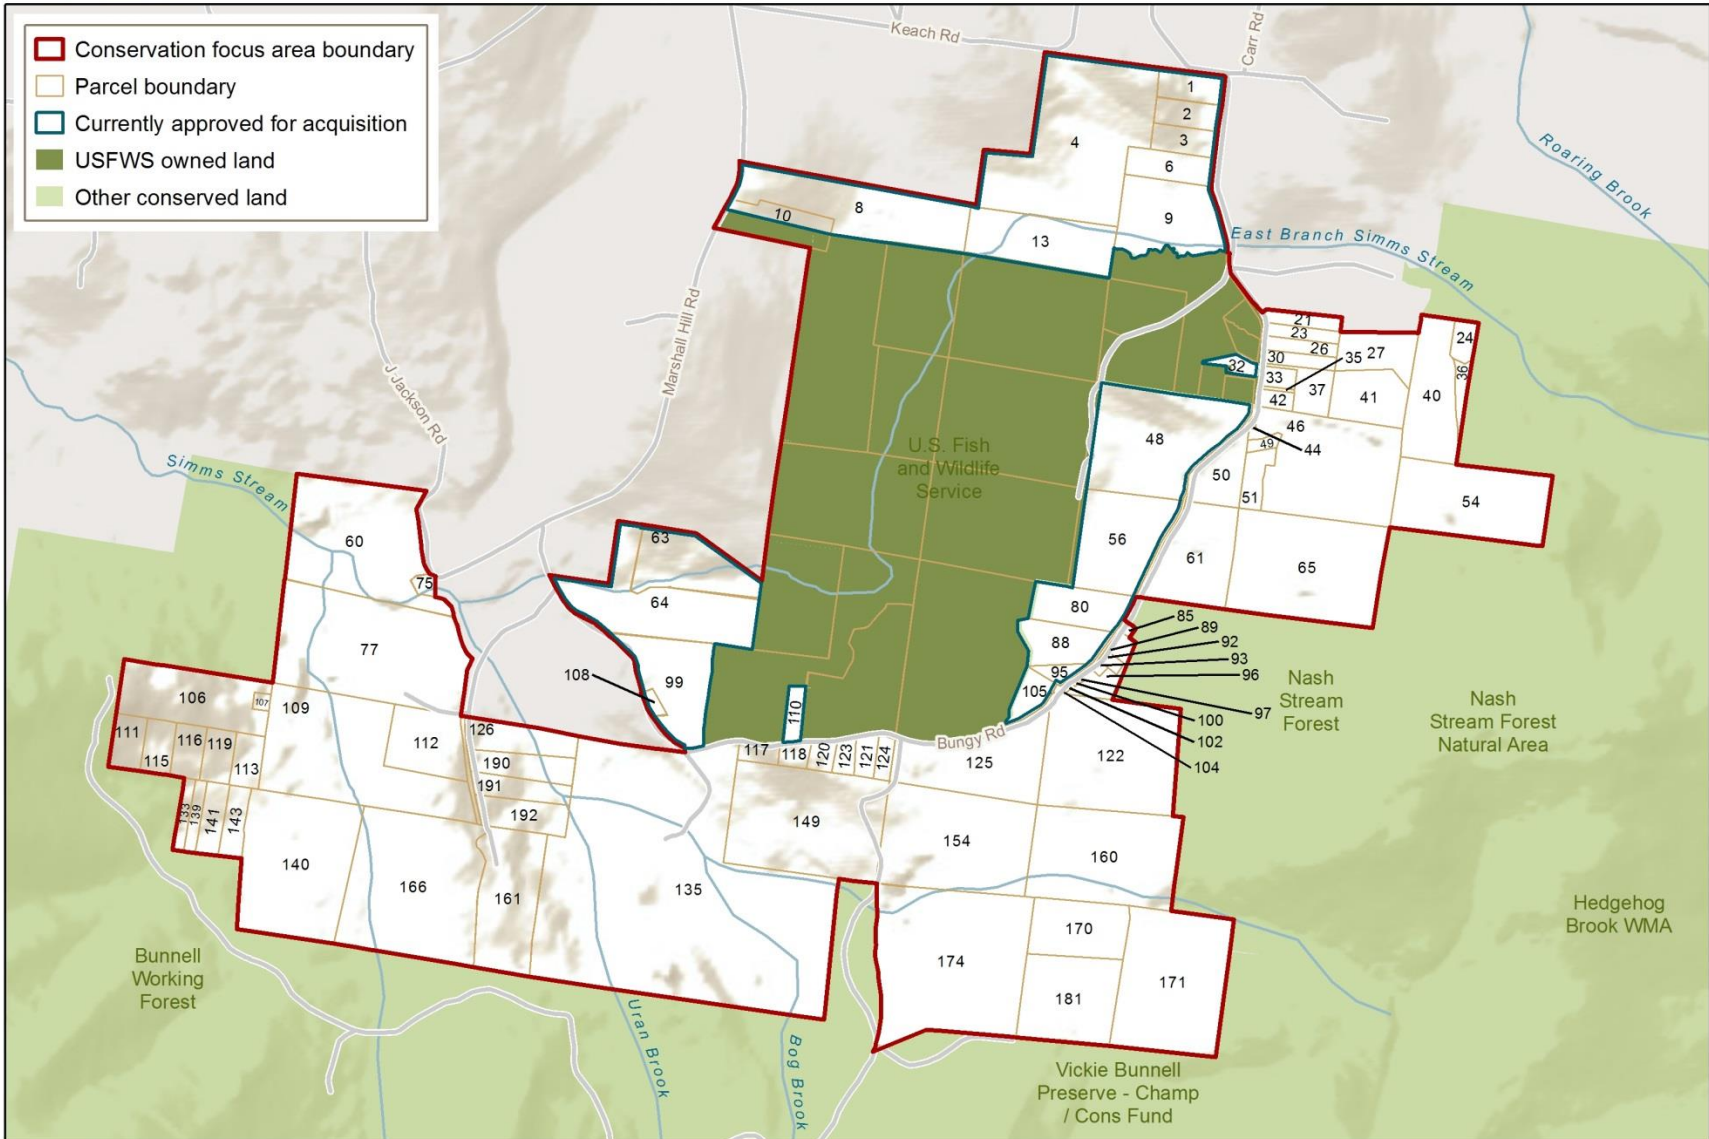 Conservation focus area boundary
Parcel boundary
Currently approved for acquisition
USFWS owned land
Other conserved land
Keach Rd
Carr Rd
Roaring Brook
East Branch Simms Stream
Marshall Hill Rd
J Jackson Rd
Simms Stream
U.S. Fish
and Wildlife
Service
1
2
3
4
6
8
9
10
13
21
23
24
26
27
30
32
33
35
36
37
40
41
42
44
46
48
49
50
51
54
56
60
61
63
64
65
75
77
80
85
88
89
92
93
95
96
97
99
100
102
104
105
106
107
108
109
110
111
112
113
115
116
117
118
119
120
121
122
123
124
125
126
133
135
139
140
141
143
149
154
160
161
166
170
171
174
181
190
191
192
Bungy Rd
Nash
Stream
Forest
Nash
Stream Forest
Natural Area
Hedgehog
Brook WMA
Bunnell
Working
Forest
Uran Brook
Bog Brook
Vickie Bunnell
Preserve - Champ
/ Cons Fund